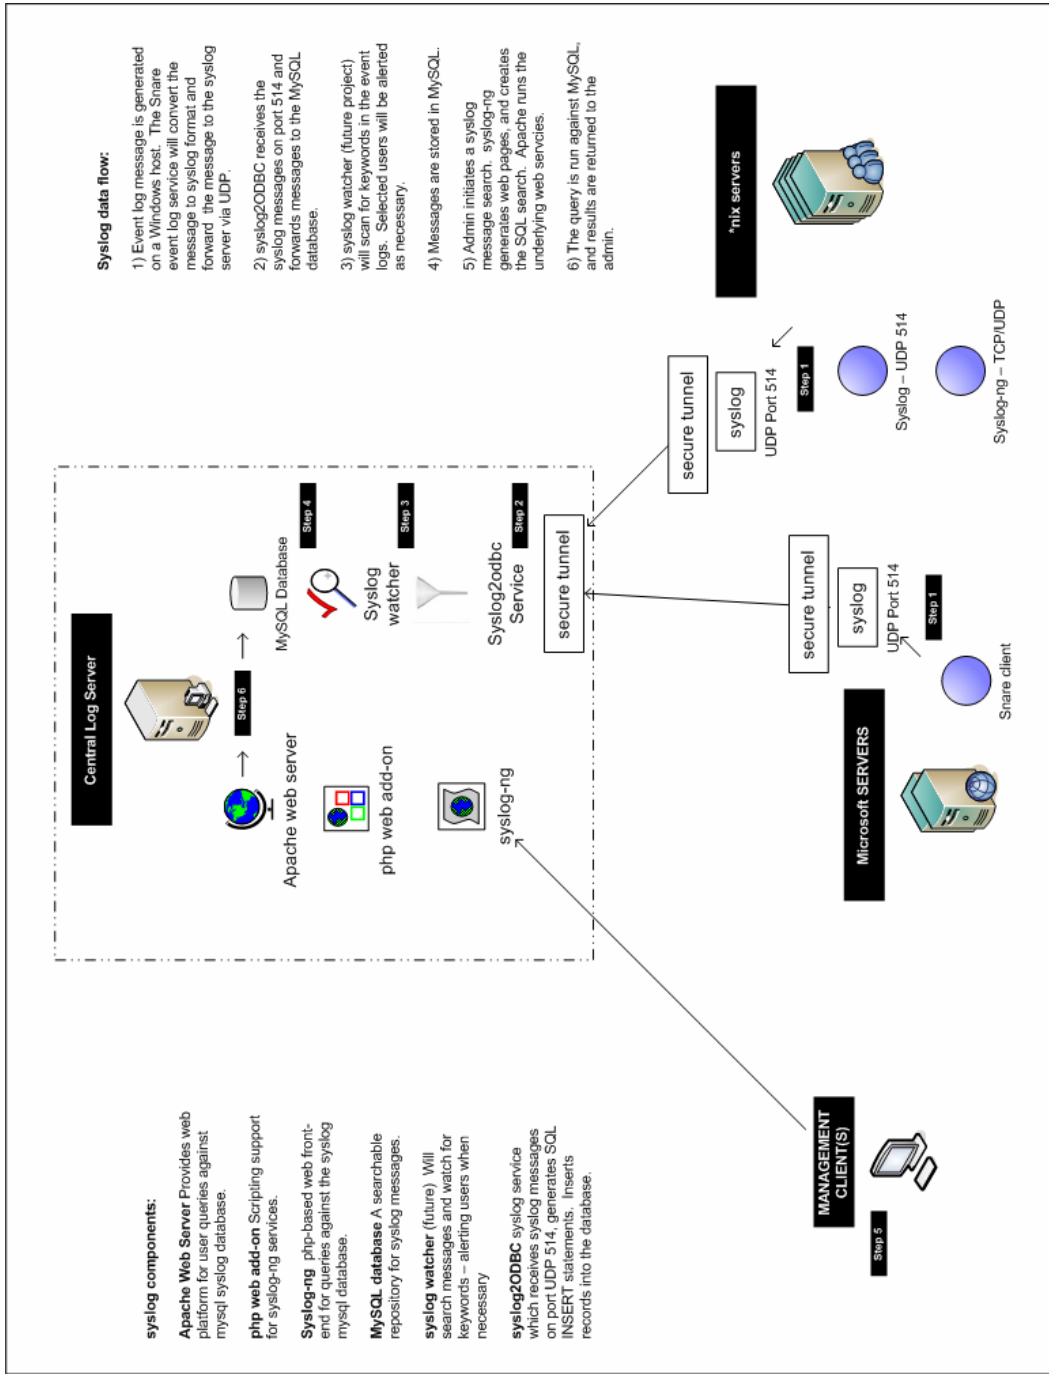 syslog components:
Apache Web Server Provides web
platform for user queries against
mysql syslog database.
php web add-on Scripting support
for syslog-ng services.
Syslog-ng  php-based web front-
end for queries against the syslog
mysql database.
MySQL database A searchable
repository for syslog messages.
syslog watcher (future)  Will
search messages and watch for
keywords – alerting users when
necessary
syslog2ODBC syslog service
which receives syslog messages
on port UDP 514, generates SQL
INSERT statements.  Inserts
records into the database.
Central Log Server
Apache web server
Step 6
MySQL Database
php web add-on
Step 4
Syslog
watcher
Step 3
syslog-ng
Syslog2odbc
Service
Step 2
secure tunnel
Syslog data flow:
1) Event log message is generated
on a Windows host.  The Snare
event log service will convert the
message to syslog format and
forward  the message to the syslog
server via UDP.
2) syslog2ODBC receives the
syslog messages on port 514 and
forwards messages to the MySQL
database.
3) syslog watcher (future project)
will scan for keywords in the event
logs.  Selected users will be alerted
as necessary.
4) Messages are stored in MySQL.
5) Admin initiates a syslog
message search.  syslog-ng
generates web pages, and creates
the SQL search.  Apache runs the
underlying web servcies.
6) The query is run against MySQL,
and results are returned to the
admin.
MANAGEMENT
CLIENT(S)
Step 5
Microsoft SERVERS
secure tunnel
syslog
UDP Port 514
Step 1
Snare client
secure tunnel
syslog
UDP Port 514
Step 1
Syslog – UDP 514
Syslog-ng – TCP/UDP
*nix servers